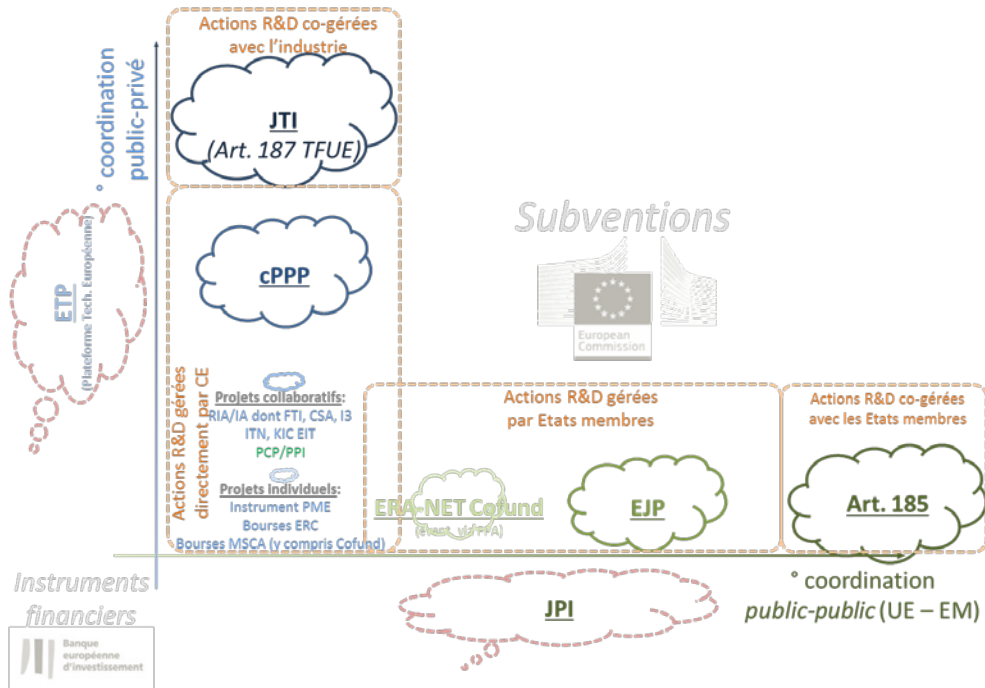 Actions R&D co-gérées
avec l'industrie
JTI
(Art. 187 TFUE)
° coordination
public-privé
Subventions
cPPP
European
Commission
ETP
(Plateforme Tech. Européenne)
Actions R&D gérées
directement par CE
Projets collaboratifs:
RIA/IA dont FTI, CSA, I3
ITN, KIC EIT
PCP/PPI
Projets individuels:
Instrument PME
Bourses ERC
Bourses MSCA (y compris Cofund)
Actions R&D gérées
par Etats membres
ERA-NET Cofund
EJP
Actions R&D co-gérées
avec les Etats membres
Art. 185
° coordination
public-public (UE – EM)
JPI
Instruments
financiers
Banque
européenne
d'investissement